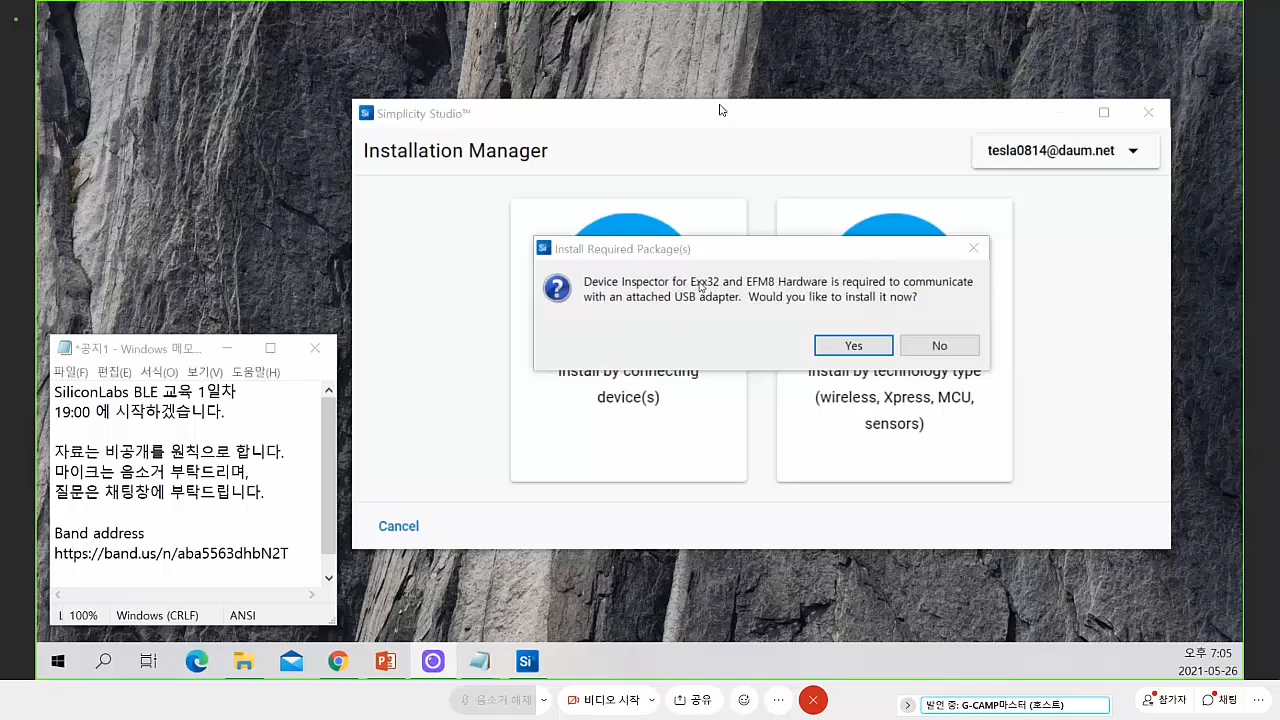 Simplicity Studio™
Installation Manager
tesla0814@daum.net
Install Required Package(s)
Device Inspector for Exx32 and EFM8 Hardware is required to communicate
with an attached USB adapter. Would you like to install it now?
Yes
No
Install by connecting
device(s)
Install by technology type
(wireless, Xpress, MCU,
sensors)
Cancel
*공지1 - Windows 메모...
파일(F) 편집(E) 서식(O) 보기(V) 도움말(H)
SiliconLabs BLE 교육 1일차
19:00 에 시작하겠습니다.
자료는 비공개를 원칙으로 합니다.
마이크는 음소거 부탁드리며,
질문은 채팅창에 부탁드립니다.
Band address
https://band.us/n/aba5563dhbN2T
L 100% Windows (CRLF) ANSI
오후 7:05
2021-05-26
음소거 해제
비디오 시작
공유
발언 중: G-CAMP마스터 (호스트)
참가자
채팅